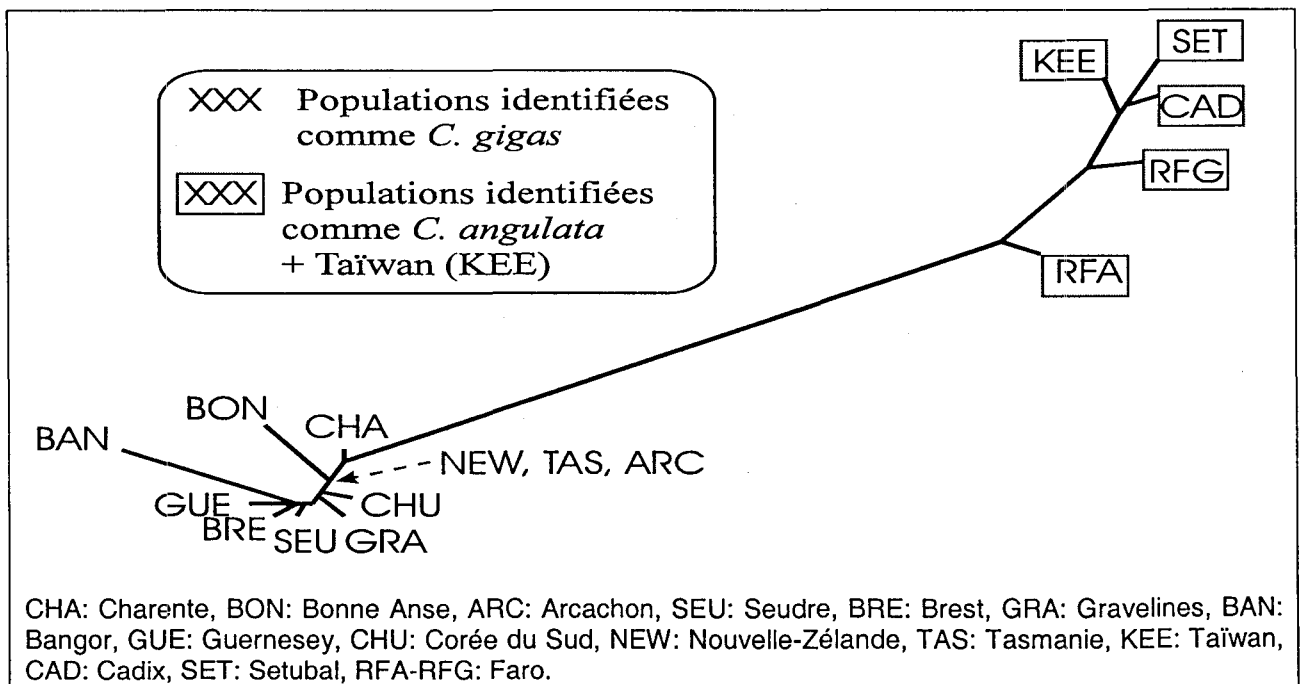 KEE
SET
CAD
RFG
RFA
XXX Populations identifiées
comme C. gigas
XXX Populations identifiées
comme C. angulata
+ Taïwan (KEE)
BON
CHA
BAN
NEW, TAS, ARC
GUE
CHU
BRE
SEU
GRA
CHA: Charente, BON: Bonne Anse, ARC: Arcachon, SEU: Seudre, BRE: Brest, GRA: Gravelines, BAN:
Bangor, GUE: Guernesey, CHU: Corée du Sud, NEW: Nouvelle-Zélande, TAS: Tasmanie, KEE: Taïwan,
CAD: Cadix, SET: Setubal, RFA-RFG: Faro.